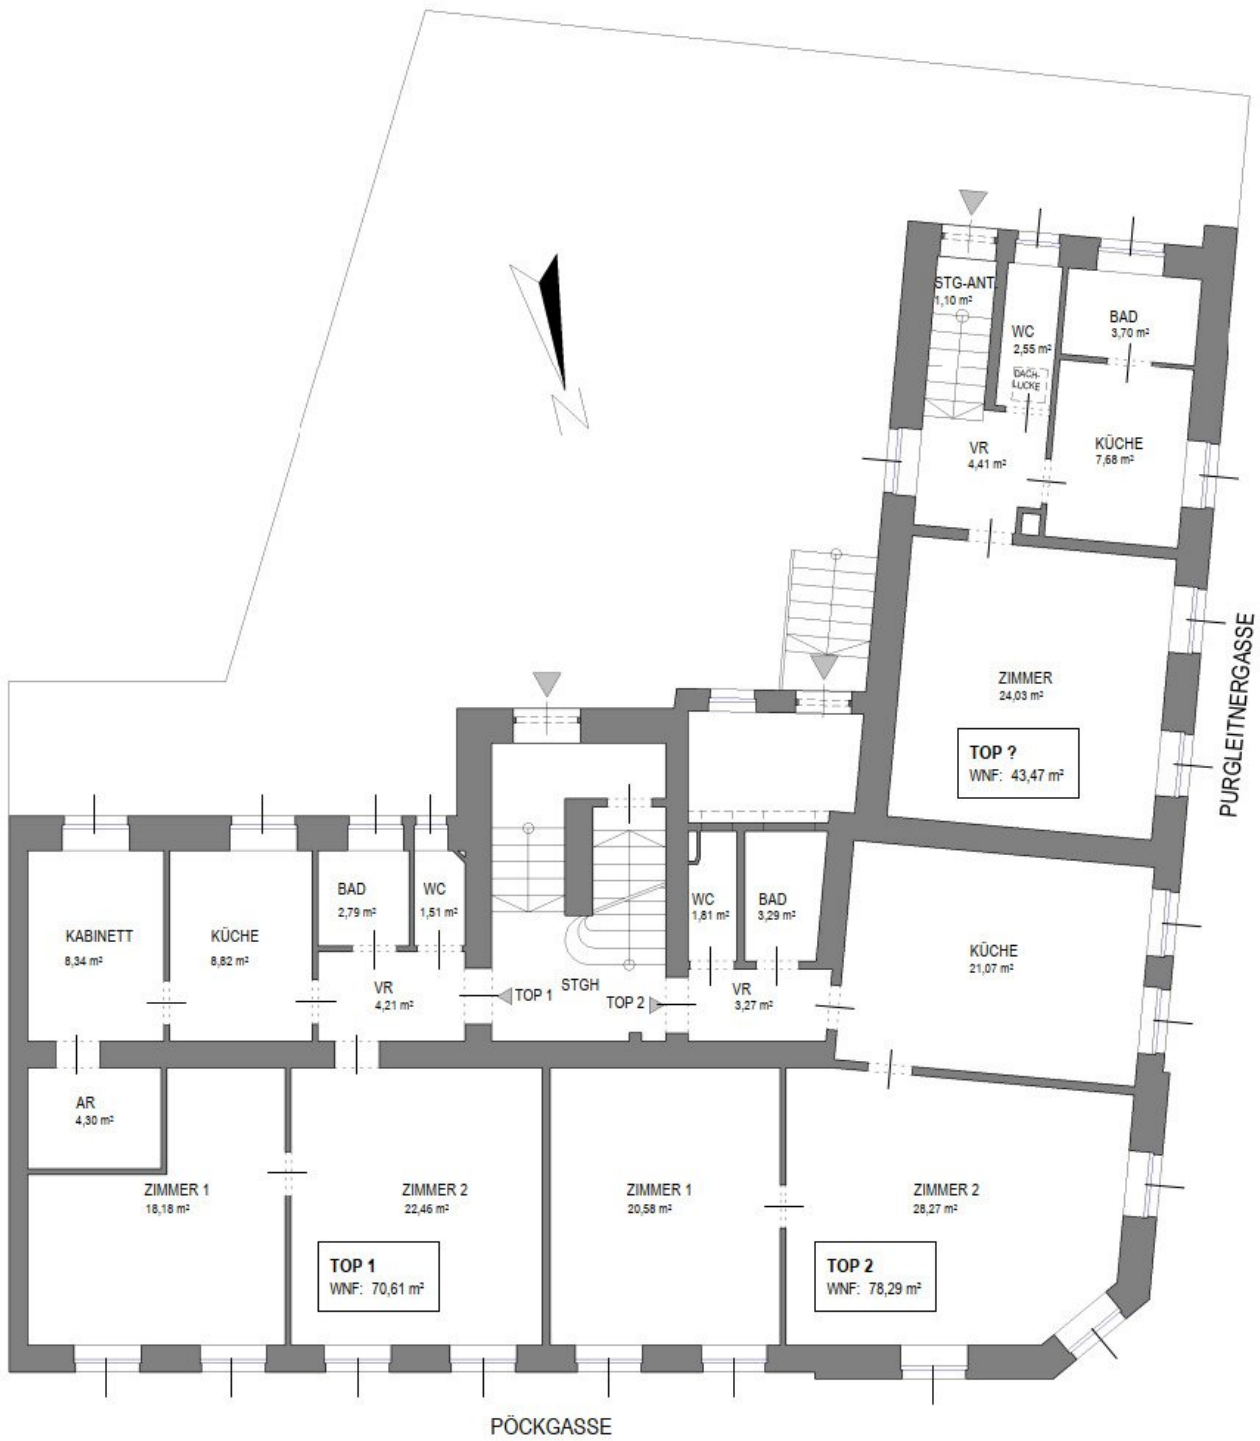 N
STG-ANT.
1,10 m²
WC
2,55 m²
DACH-
LUCKE
BAD
3,70 m²
VR
4,41 m²
KÜCHE
7,68 m²
ZIMMER
24,03 m²
TOP ?
WNF: 43,47 m²
PURGLEITNERGASSE
KABINETT
8,34 m²
KÜCHE
8,82 m²
BAD
2,79 m²
WC
1,51 m²
VR
4,21 m²
TOP 1
STGH
TOP 2
WC
1,81 m²
BAD
3,29 m²
VR
3,27 m²
KÜCHE
21,07 m²
AR
4,30 m²
ZIMMER 1
18,18 m²
ZIMMER 2
22,46 m²
TOP 1
WNF: 70,61 m²
ZIMMER 1
20,58 m²
ZIMMER 2
28,27 m²
TOP 2
WNF: 78,29 m²
PÖCKGASSE